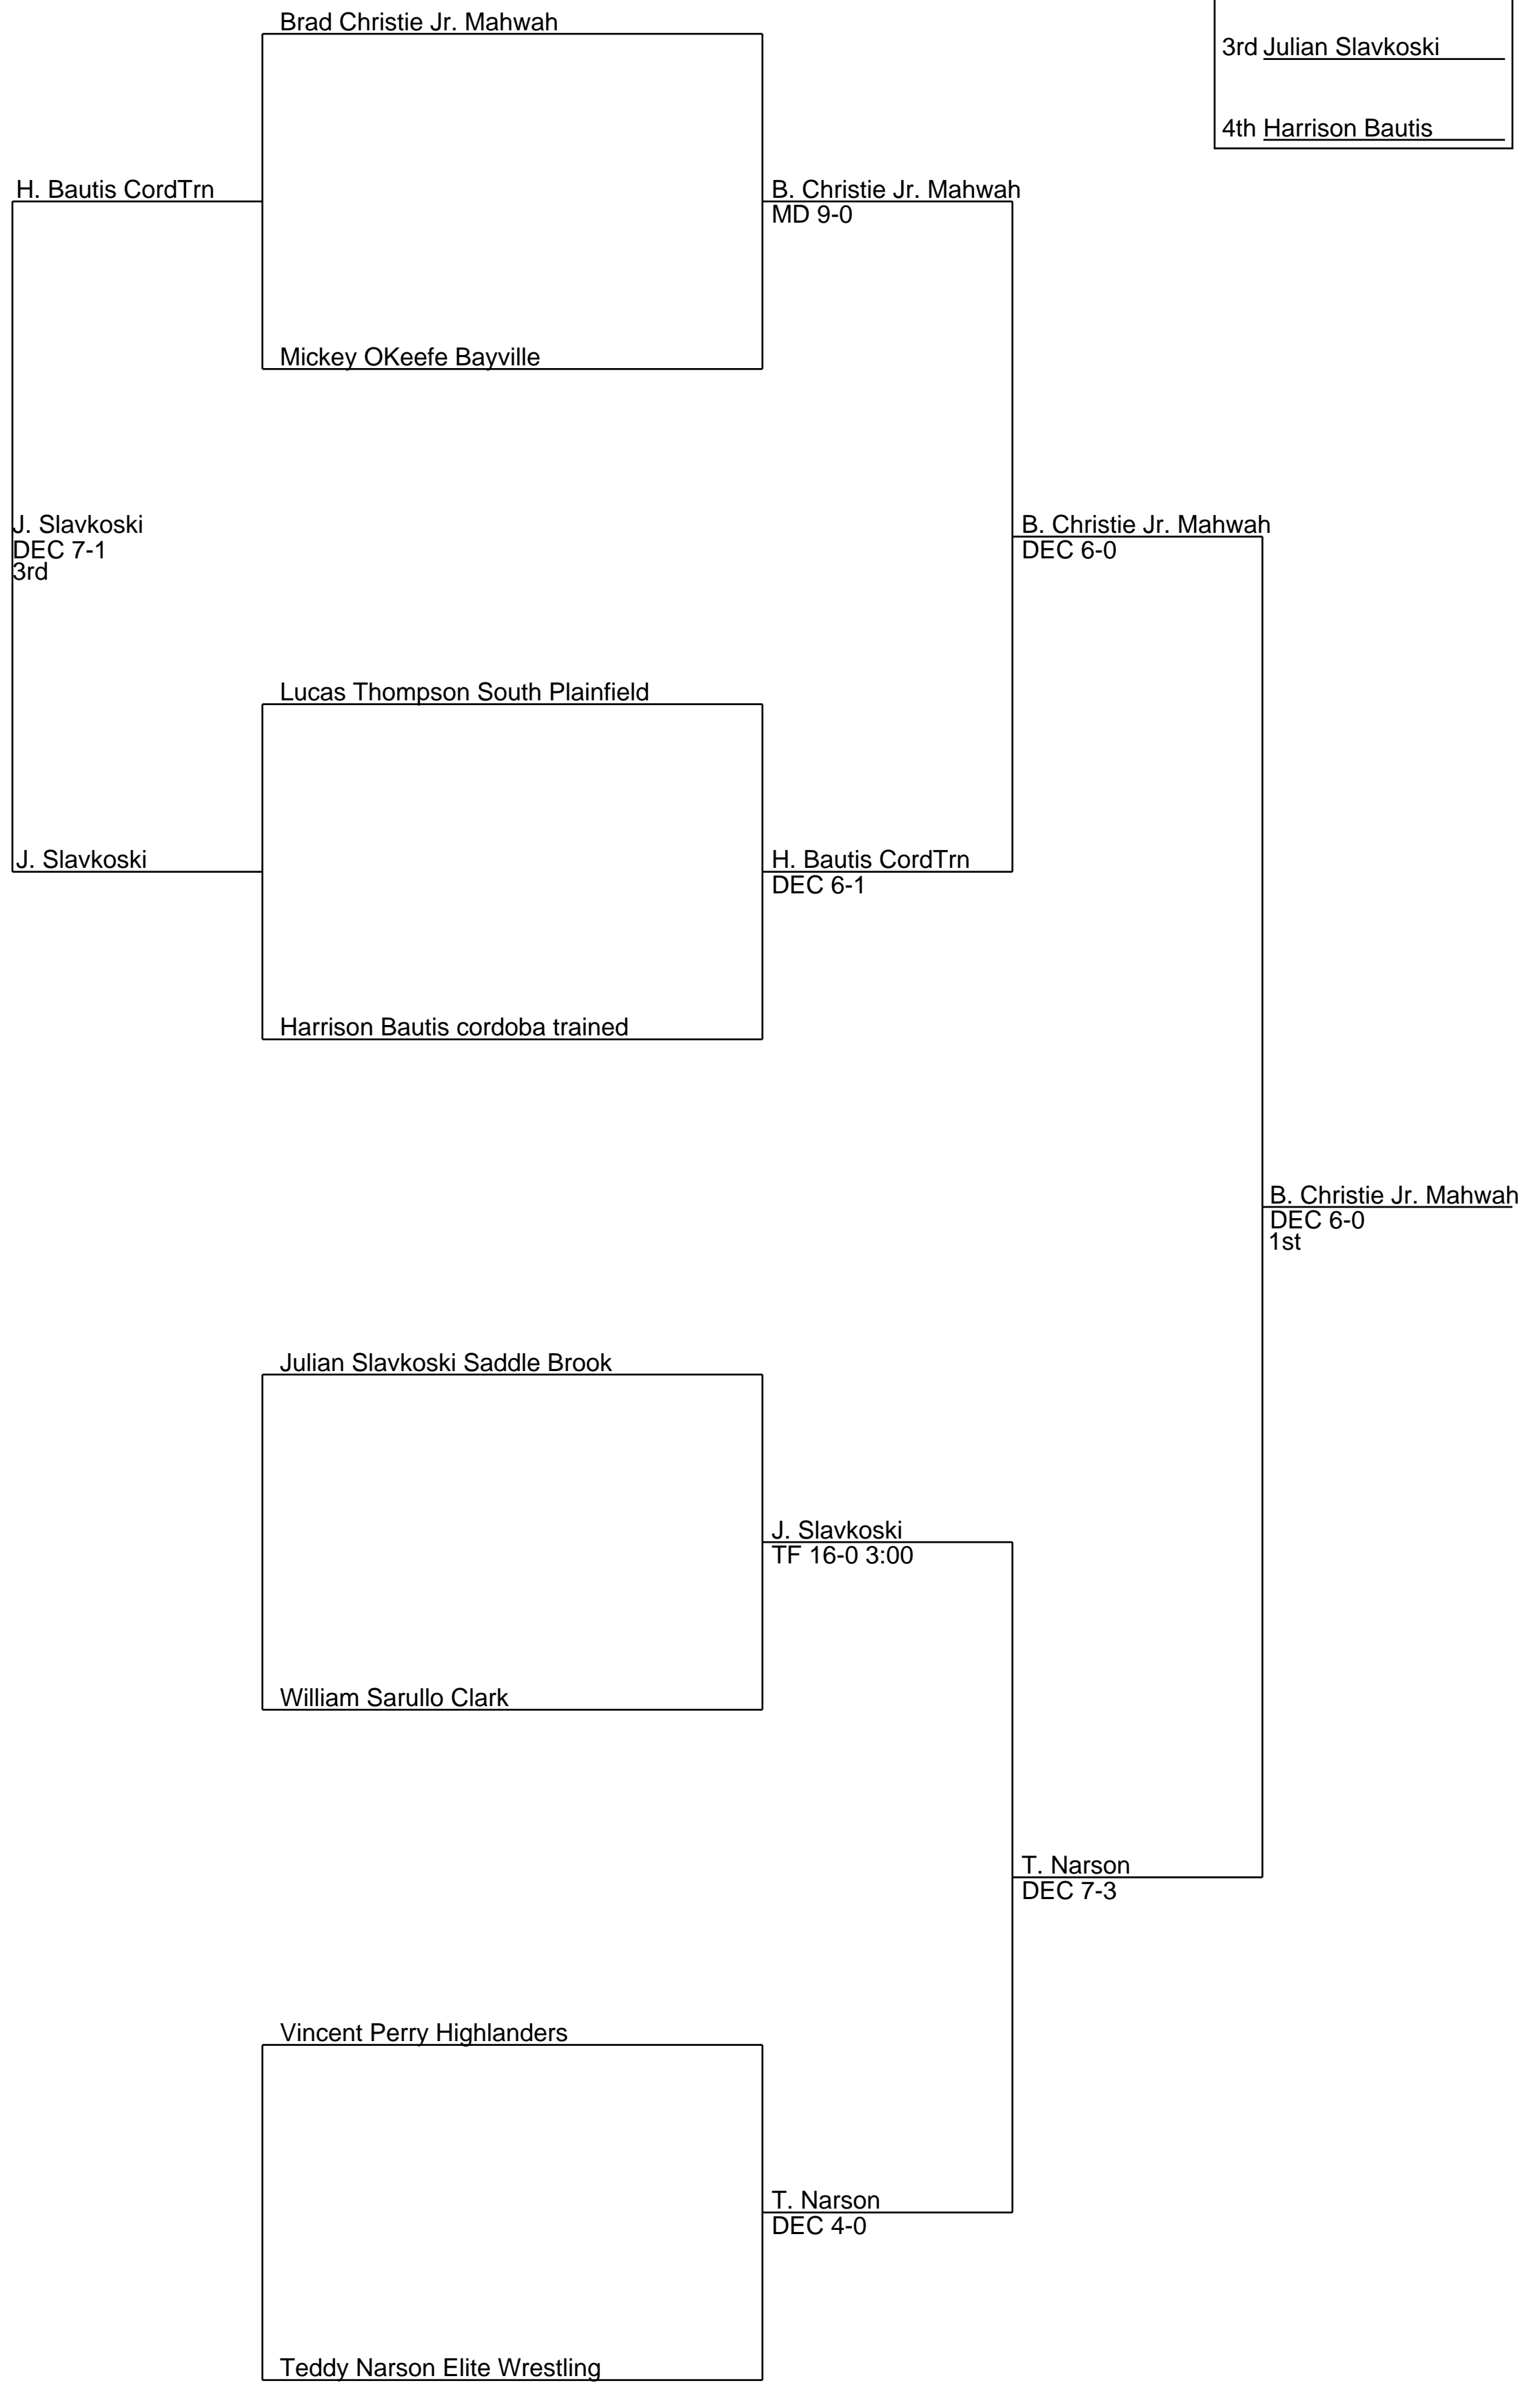 Brad Christie Jr. Mahwah
3rd Julian Slavkoski
4th Harrison Bautis
H. Bautis CordTrn
B. Christie Jr. Mahwah
MD 9-0
Mickey OKeefe Bayville
J. Slavkoski
DEC 7-1
3rd
B. Christie Jr. Mahwah
DEC 6-0
Lucas Thompson South Plainfield
J. Slavkoski
H. Bautis CordTrn
DEC 6-1
Harrison Bautis cordoba trained
B. Christie Jr. Mahwah
DEC 6-0
1st
Julian Slavkoski Saddle Brook
J. Slavkoski
TF 16-0 3:00
William Sarullo Clark
T. Narson
DEC 7-3
Vincent Perry Highlanders
T. Narson
DEC 4-0
Teddy Narson Elite Wrestling